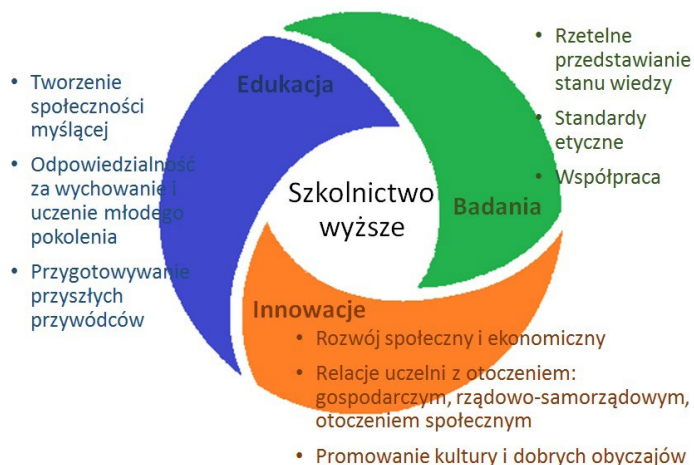 Edukacja
• Tworzenie
społeczności
myślącej
• Odpowiedzialność
za wychowanie i
uczenie młodego
pokolenia
• Przygotowywanie
przyszłych
przywódców
Szkolnictwo
wyższe
Badania
• Rzetelne
przedstawianie
stanu wiedzy
• Standardy
etyczne
• Współpraca
Innowacje
• Rozwój społeczny i ekonomiczny
• Relacje uczelni z otoczeniem:
gospodarczym, rządowo-samorządowym,
otoczeniem społecznym
• Promowanie kultury i dobrych obyczajów